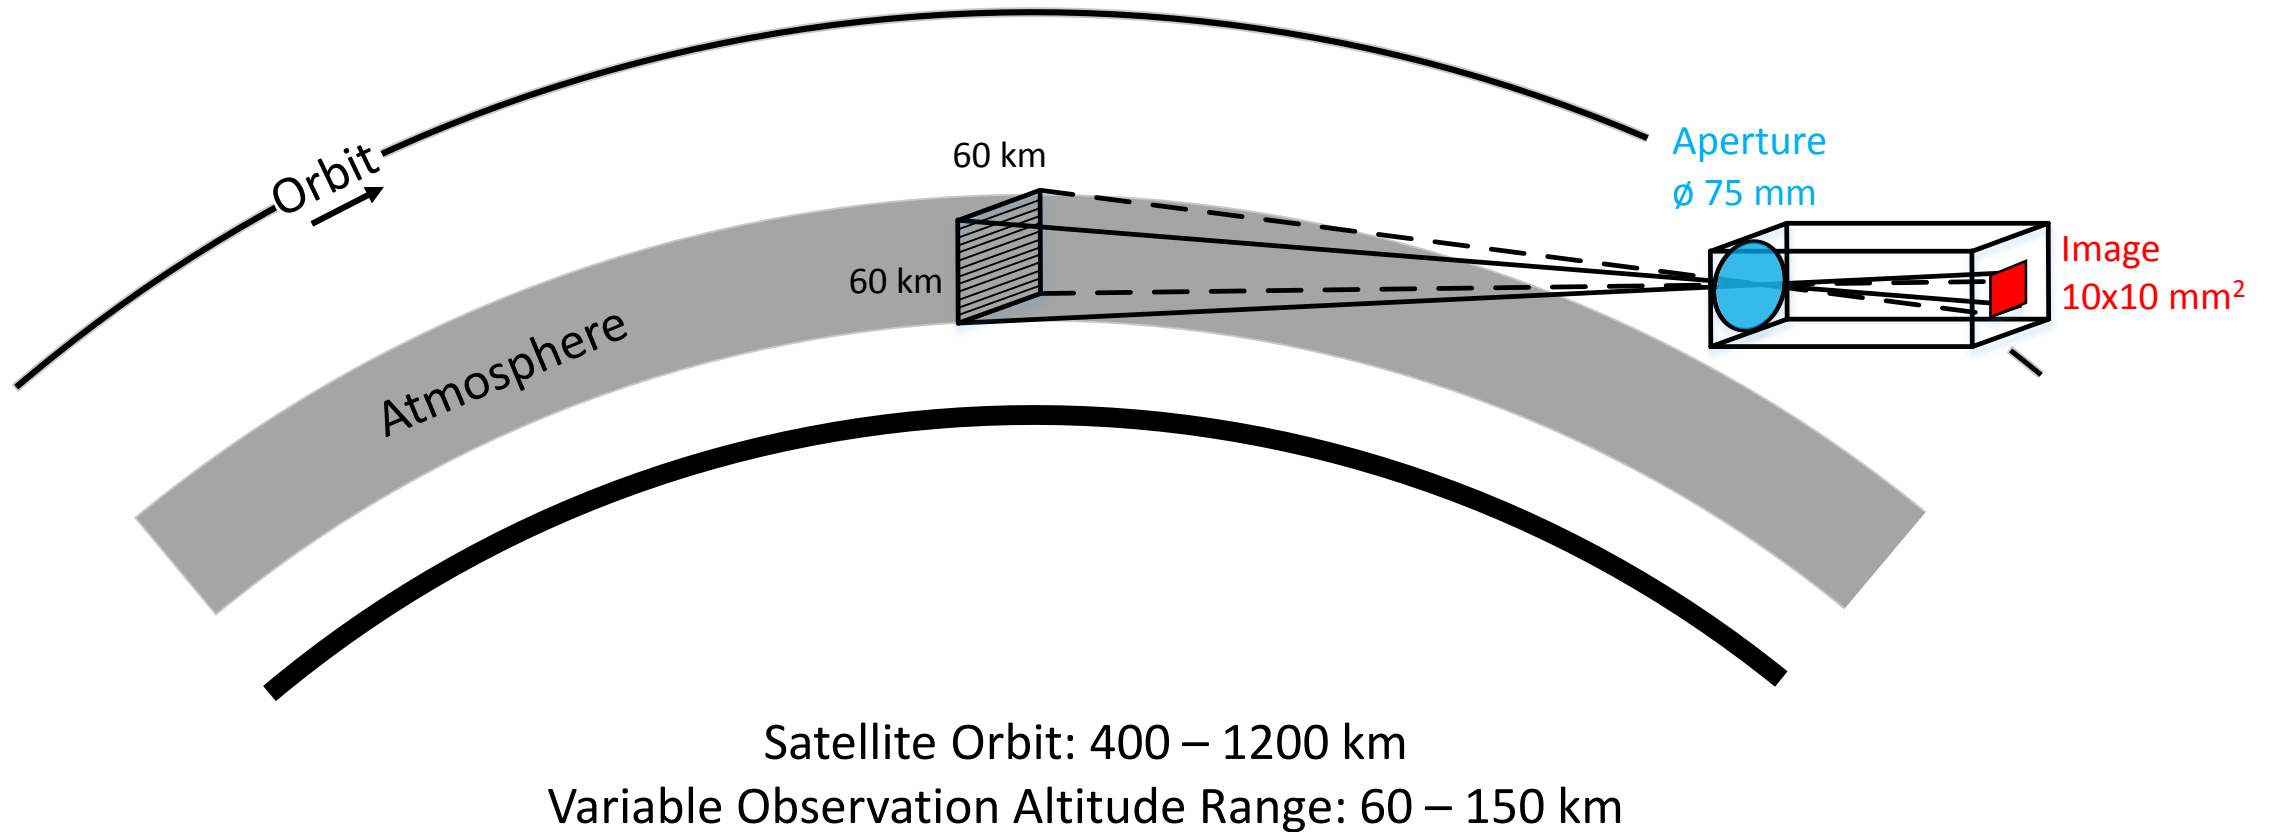 Orbit
60 km
Aperture
ø 75 mm
60 km
Image
10x10 mm²
Atmosphere
Satellite Orbit: 400 – 1200 km
Variable Observation Altitude Range: 60 – 150 km